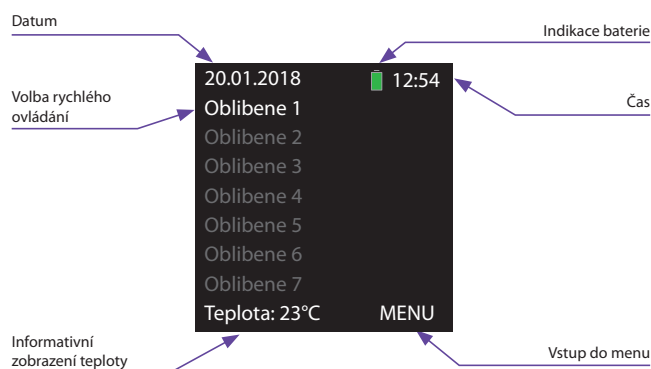 Datum
Indikace baterie
20.01.2018 12:54
Volba rychlého
ovládání
Čas
Oblibene 1
Oblibene 2
Oblibene 3
Oblibene 4
Oblibene 5
Oblibene 6
Oblibene 7
Teplota: 23°C MENU
Informativní
zobrazení teploty
Vstup do menu